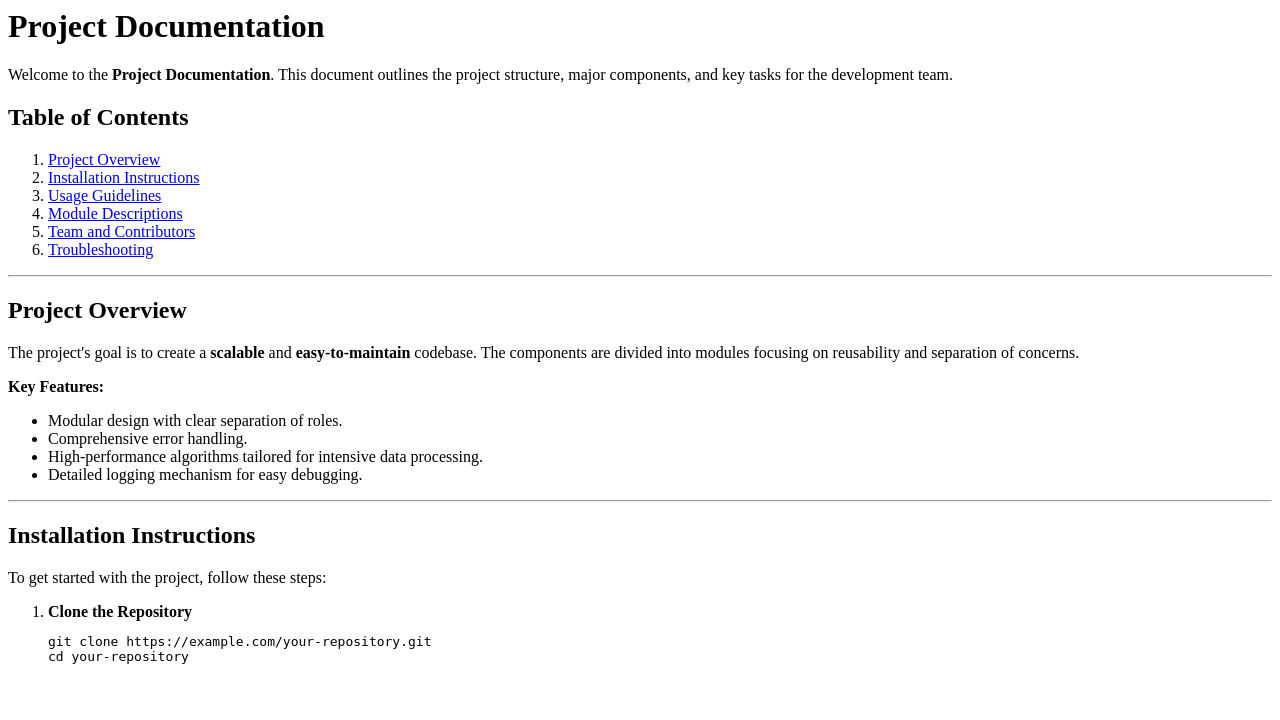 Project Documentation
Welcome to the Project Documentation. This document outlines the project structure, major components, and key tasks for the development team.
Table of Contents
1. Project Overview
2. Installation Instructions
3. Usage Guidelines
4. Module Descriptions
5. Team and Contributors
6. Troubleshooting
Project Overview
The project's goal is to create a scalable and easy-to-maintain codebase. The components are divided into modules focusing on reusability and separation of concerns.
Key Features:
• Modular design with clear separation of roles.
• Comprehensive error handling.
• High-performance algorithms tailored for intensive data processing.
• Detailed logging mechanism for easy debugging.
Installation Instructions
To get started with the project, follow these steps:
1. Clone the Repository
git clone https://example.com/your-repository.git
cd your-repository